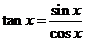 tan x = sin x / cos x